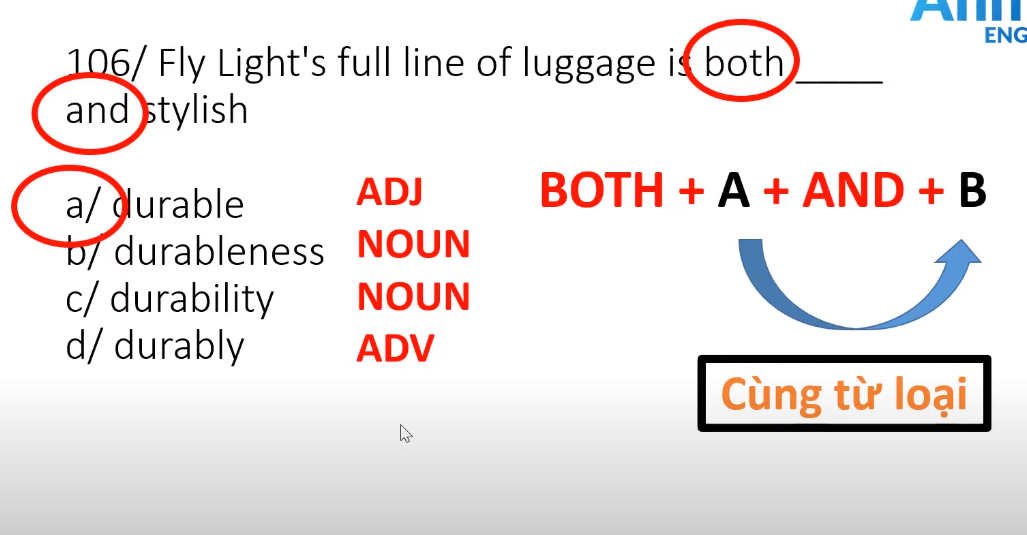 ENG
106/ Fly Light's full line of luggage is both ____
and stylish
a/ durable ADJ
b/ durableness NOUN
c/ durability NOUN
d/ durably ADV
BOTH + A + AND + B
Cùng từ loại